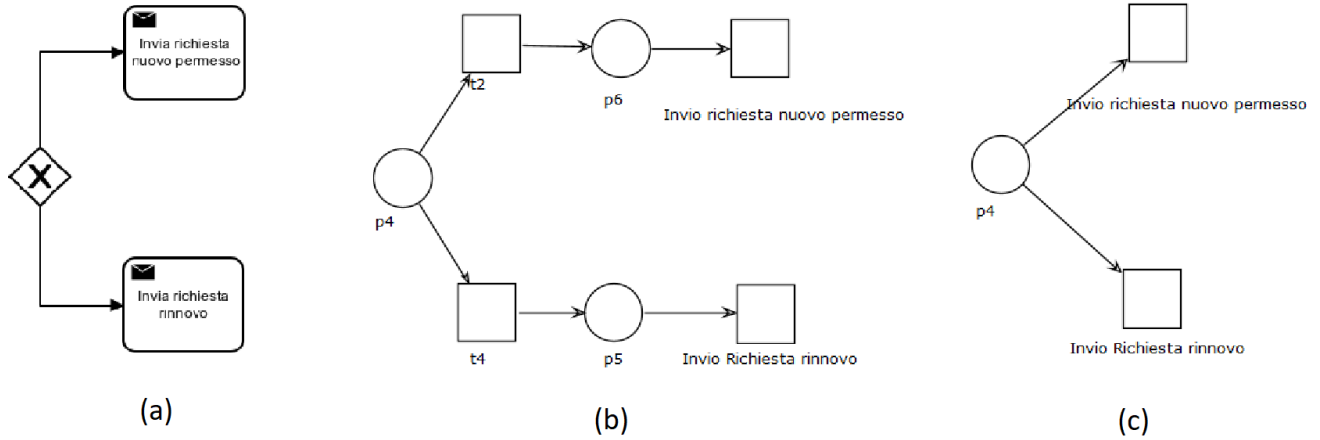 Invia richiesta
nuovo permesso
Invia richiesta
rinnovo
(a)
t2
p6
Invio richiesta nuovo permesso
p4
t4
p5
Invio Richiesta rinnovo
(b)
Invio richiesta nuovo permesso
p4
Invio Richiesta rinnovo
(c)